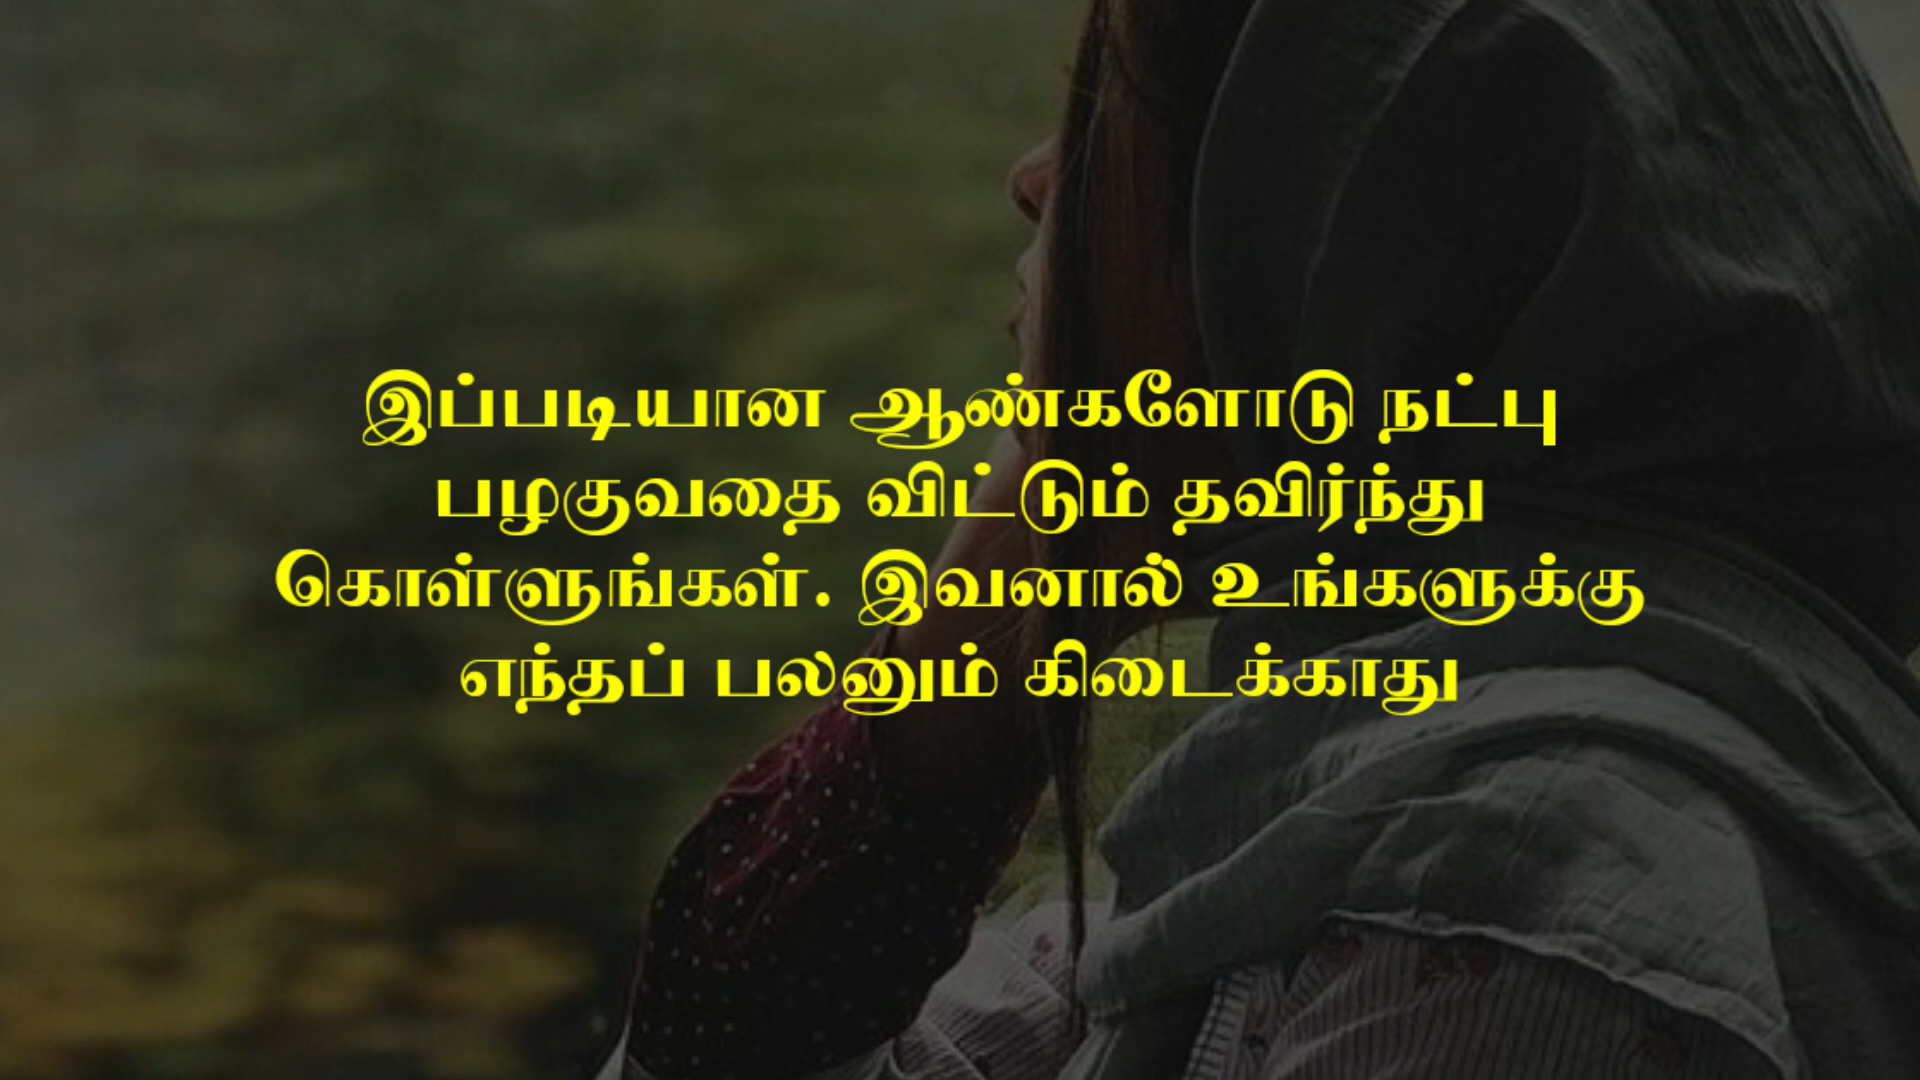 இப்படியான ஆண்களோடு நட்பு
பழகுவதை விட்டும் தவிர்ந்து
கொள்ளுங்கள். இவனால் உங்களுக்கு
எந்தப் பலனும் கிடைக்காது